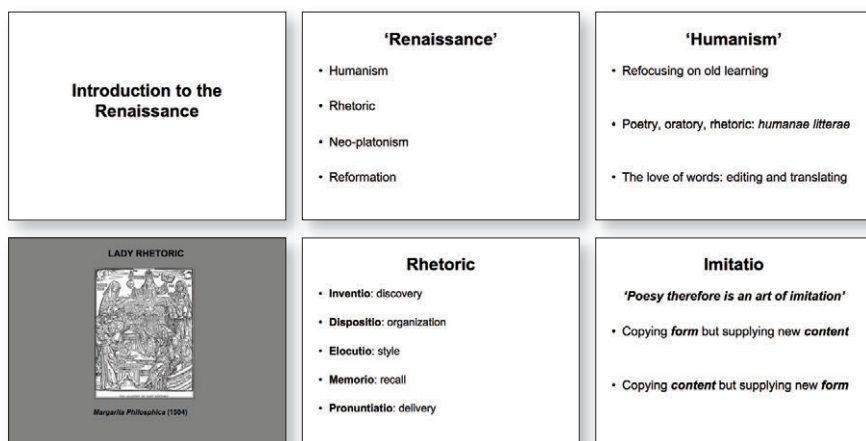 Introduction to the
Renaissance
‘Renaissance’
• Humanism
• Rhetoric
• Neo-platonism
• Reformation
‘Humanism’
• Refocusing on old learning
• Poetry, oratory, rhetoric: humanae litterae
• The love of words: editing and translating
LADY RHETORIC
Margarita Philosphica (1504)
Rhetoric
• Inventio: discovery
• Dispositio: organization
• Elocutio: style
• Memorio: recall
• Pronuntiatio: delivery
Imitatio
‘Poesy therefore is an art of imitation’
• Copying form but supplying new content
• Copying content but supplying new form